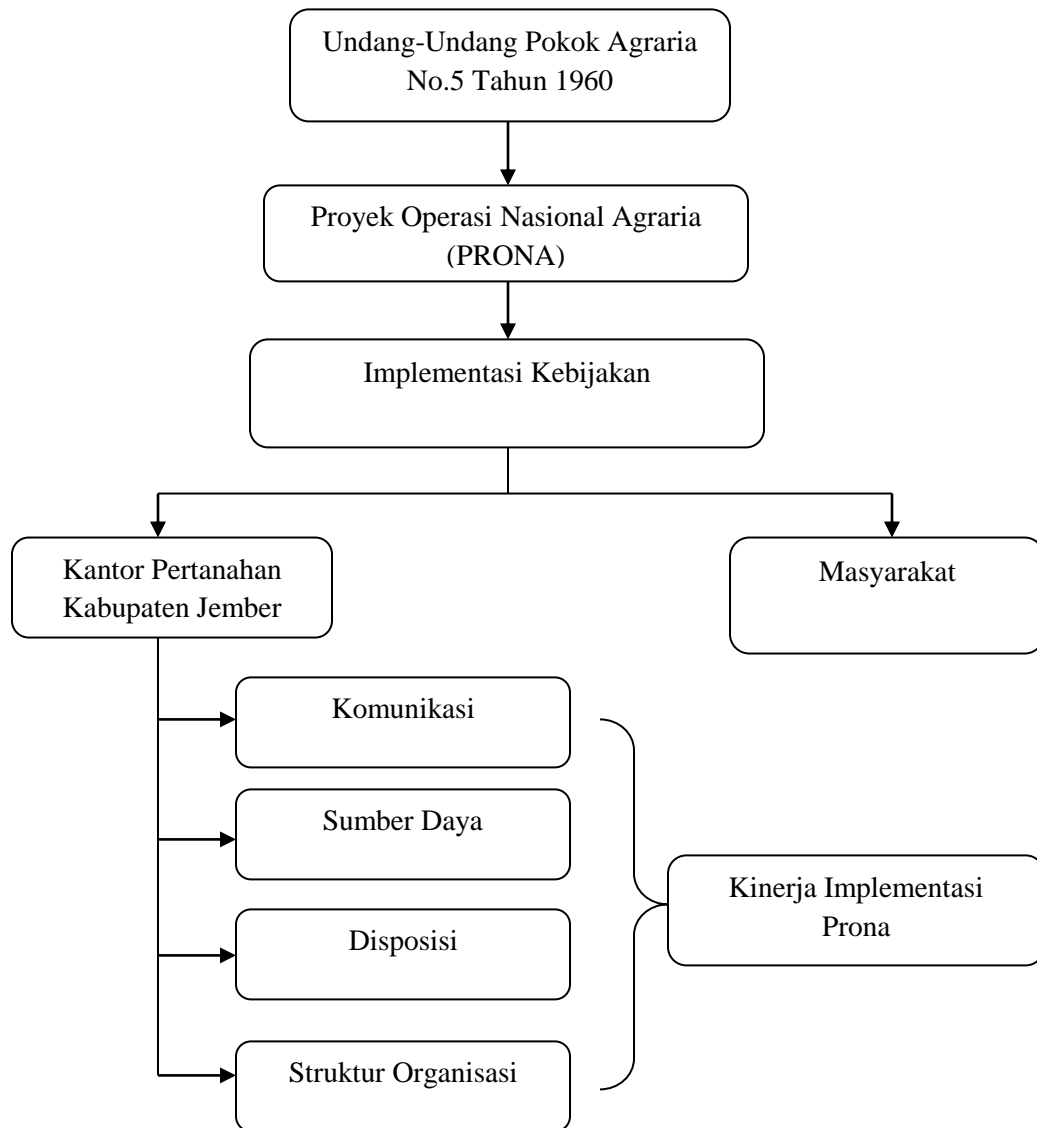 Undang-Undang Pokok Agraria
No.5 Tahun 1960
Proyek Operasi Nasional Agraria
(PRONA)
Implementasi Kebijakan
Kantor Pertanahan
Kabupaten Jember
Masyarakat
Komunikasi
Sumber Daya
Disposisi
Struktur Organisasi
Kinerja Implementasi
Prona